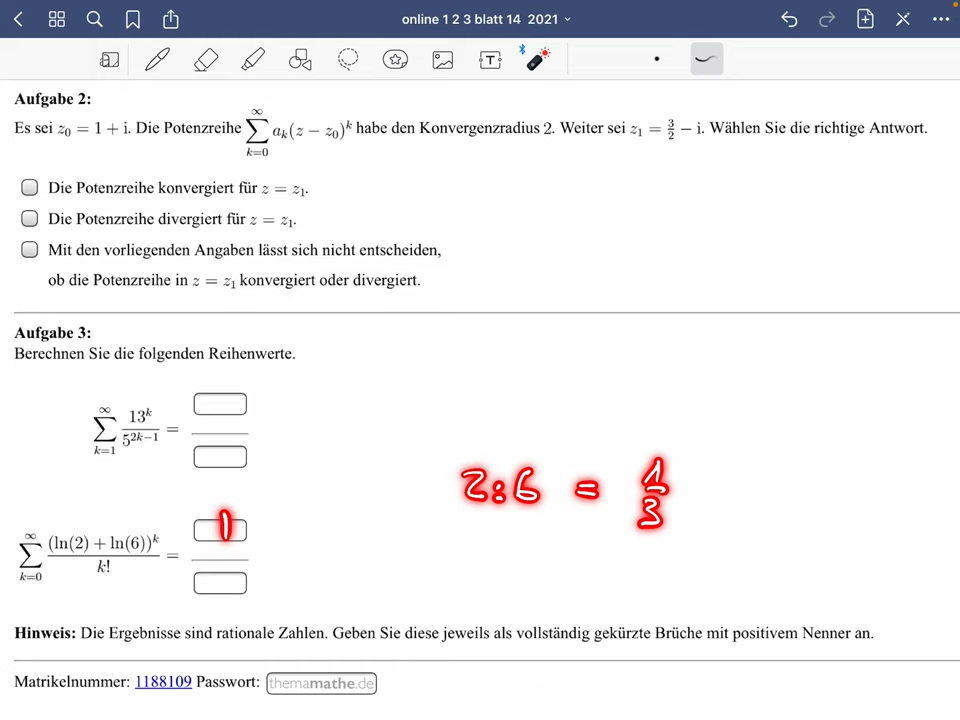 online 1 2 3 blatt 14 2021
Aufgabe 2:
Es sei z₀ = 1 + i. Die Potenzreihe ∑_{k=0}^{∞} aₖ(z − z₀)ᵏ habe den Konvergenzradius 2. Weiter sei z₁ = 3/2 − i. Wählen Sie die richtige Antwort.
Die Potenzreihe konvergiert für z = z₁.
Die Potenzreihe divergiert für z = z₁.
Mit den vorliegenden Angaben lässt sich nicht entscheiden,
ob die Potenzreihe in z = z₁ konvergiert oder divergiert.
Aufgabe 3:
Berechnen Sie die folgenden Reihenwerte.
∑_{k=1}^{∞} 13ᵏ / 5^{2k−1} =
2:6 = 1/3
∑_{k=0}^{∞} (ln(2) + ln(6))ᵏ / k! = 1
Hinweis: Die Ergebnisse sind rationale Zahlen. Geben Sie diese jeweils als vollständig gekürzte Brüche mit positivem Nenner an.
Matrikelnummer: 1188109 Passwort: themamathe.de